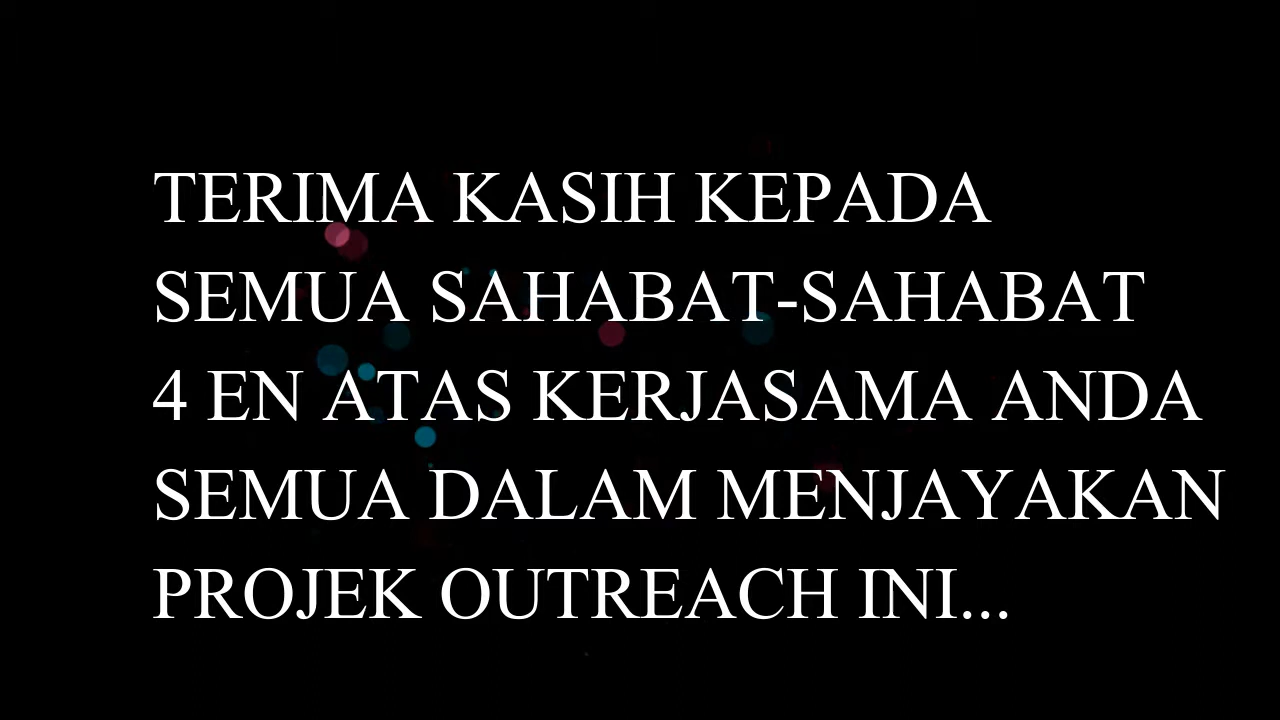 TERIMA KASIH KEPADA
SEMUA SAHABAT-SAHABAT
4 EN ATAS KERJASAMA ANDA
SEMUA DALAM MENJAYAKAN
PROJEK OUTREACH INI...